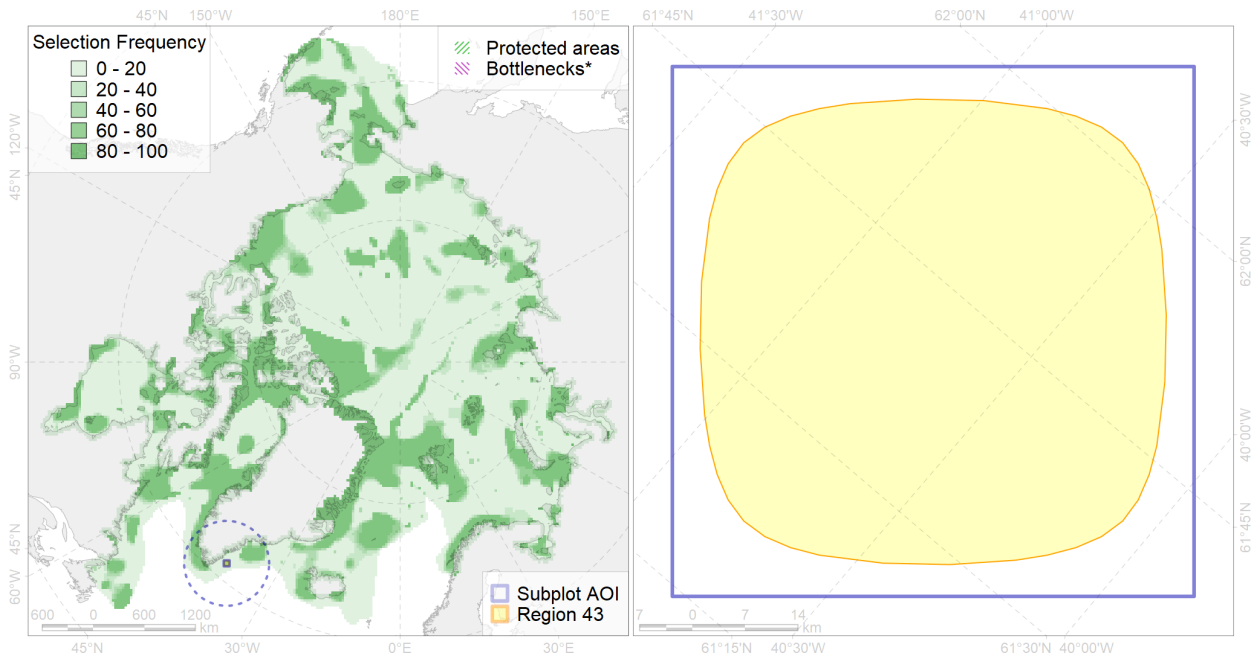 45°N 150°W 180°E 150°E 61°45'N 41°30'W 62°00'N 41°00'W
Selection Frequency
0 - 20
20 - 40
40 - 60
60 - 80
80 - 100
Protected areas
Bottlenecks*
120°W
45°N
90°W
45°N
60°W
40°30'W
62°00'N
40°00'W
61°45'N
Subplot AOI
Region 43
600 0 600 1200
km
7 0 7 14
km
45°N 30°W 0°E 30°E 61°15'N 40°30'W 61°30'N 40°00'W